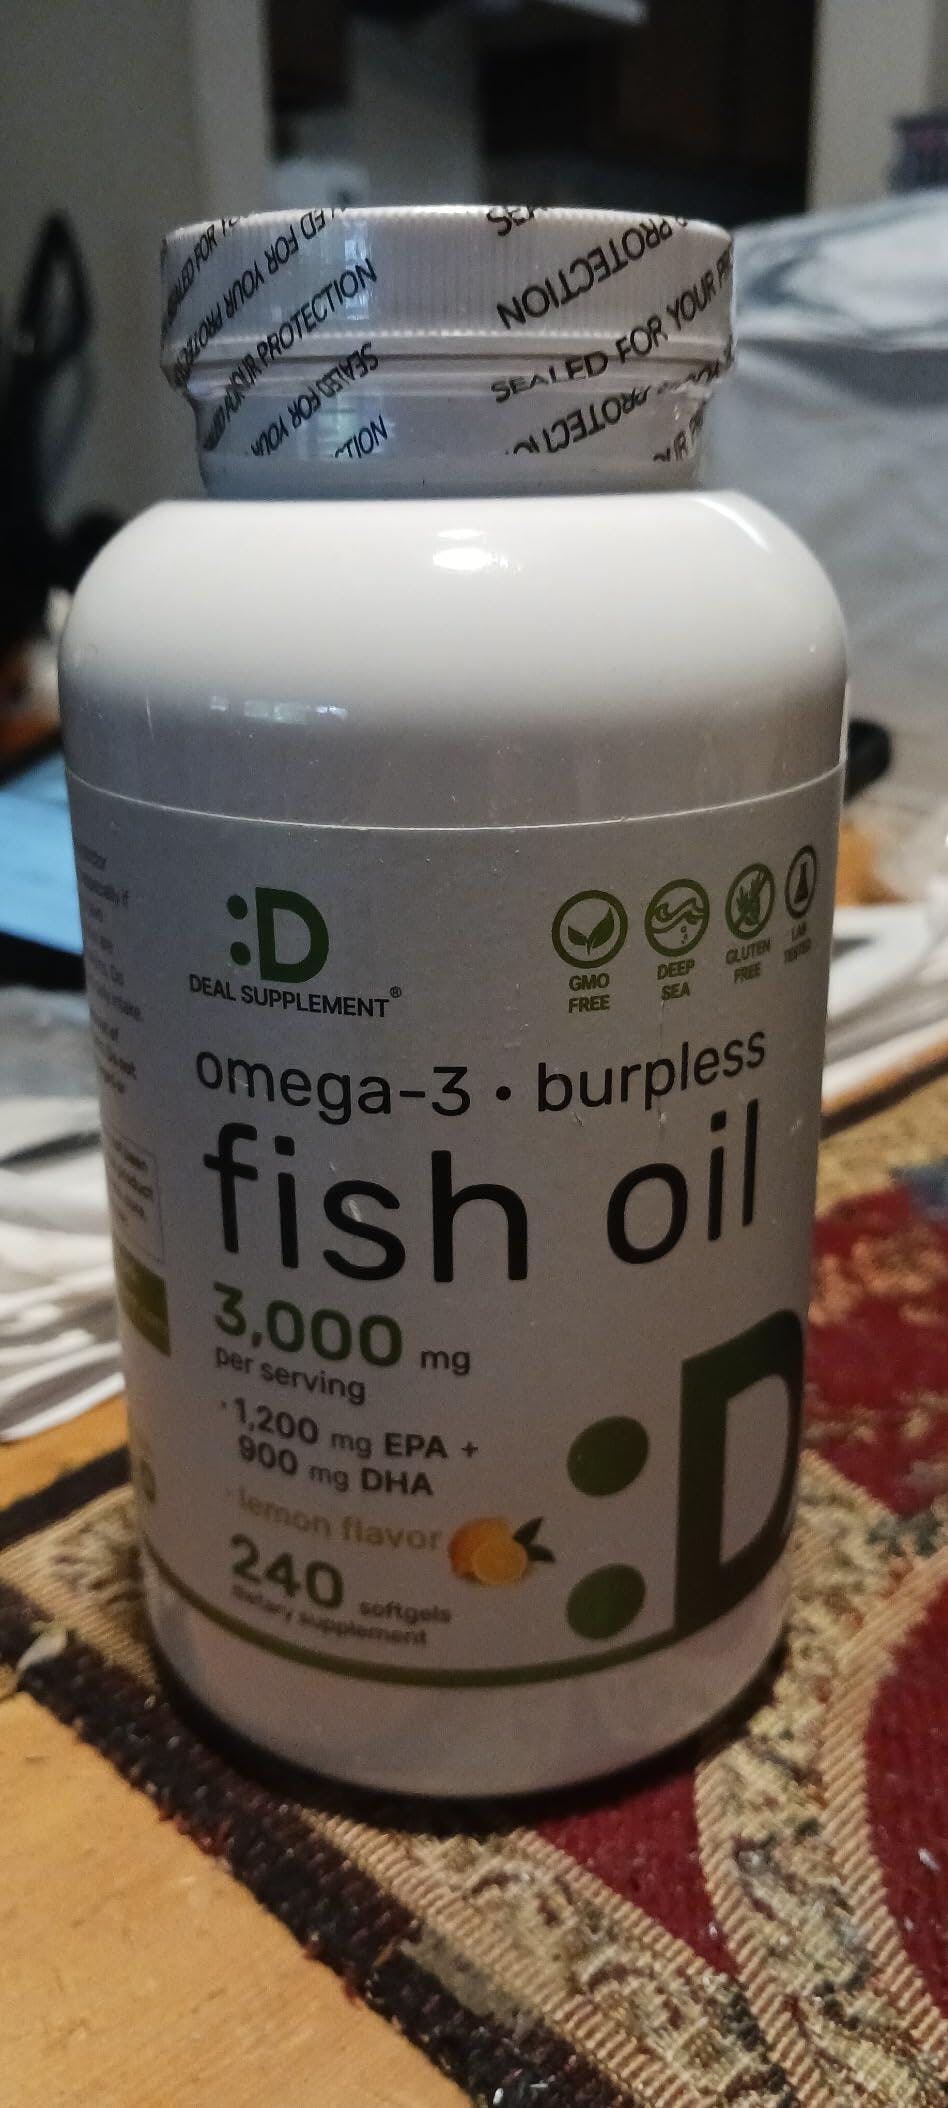 SEALED FOR YOUR PROTECTION
SEALED FOR YOUR
PROTECTION
:D
DEAL SUPPLEMENT®
GMO FREE
DEEP SEA
GLUTEN FREE
LAB TESTED
omega-3 • burpless
fish oil
3,000 mg
per serving
• 1,200 mg EPA +
900 mg DHA
lemon flavor
240 softgels
dietary supplement
:D